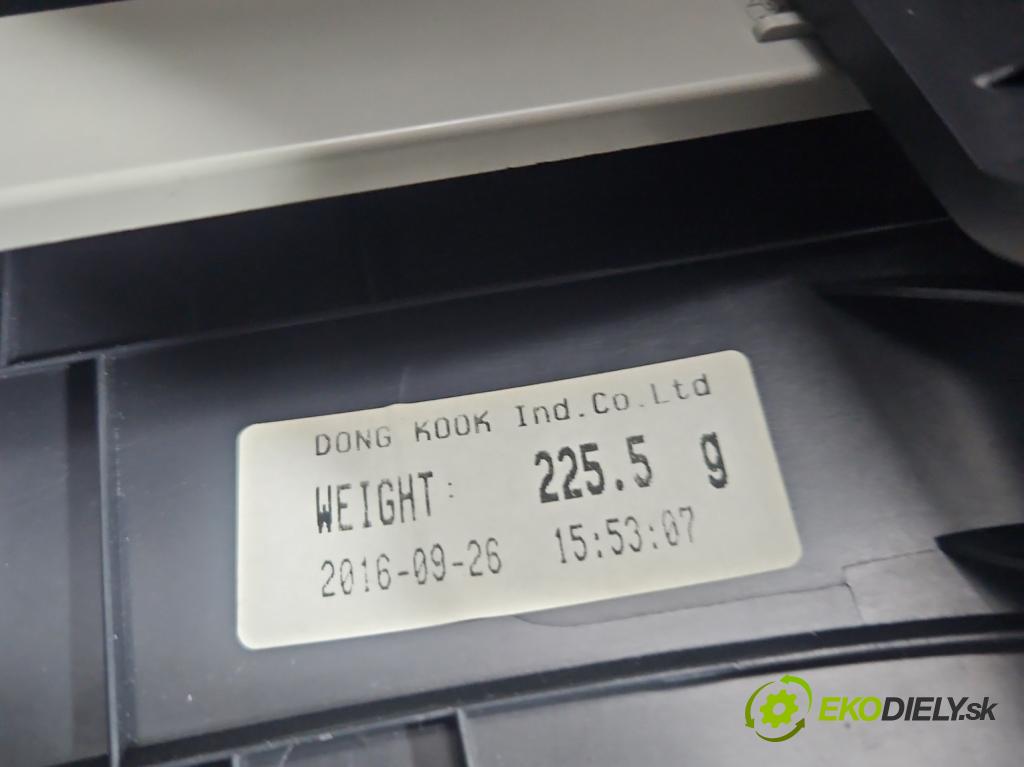 DONG KOOK Ind.Co.Ltd
WEIGHT: 225.5 g
2016-09-26 15:53:07
EKODIELY.sk